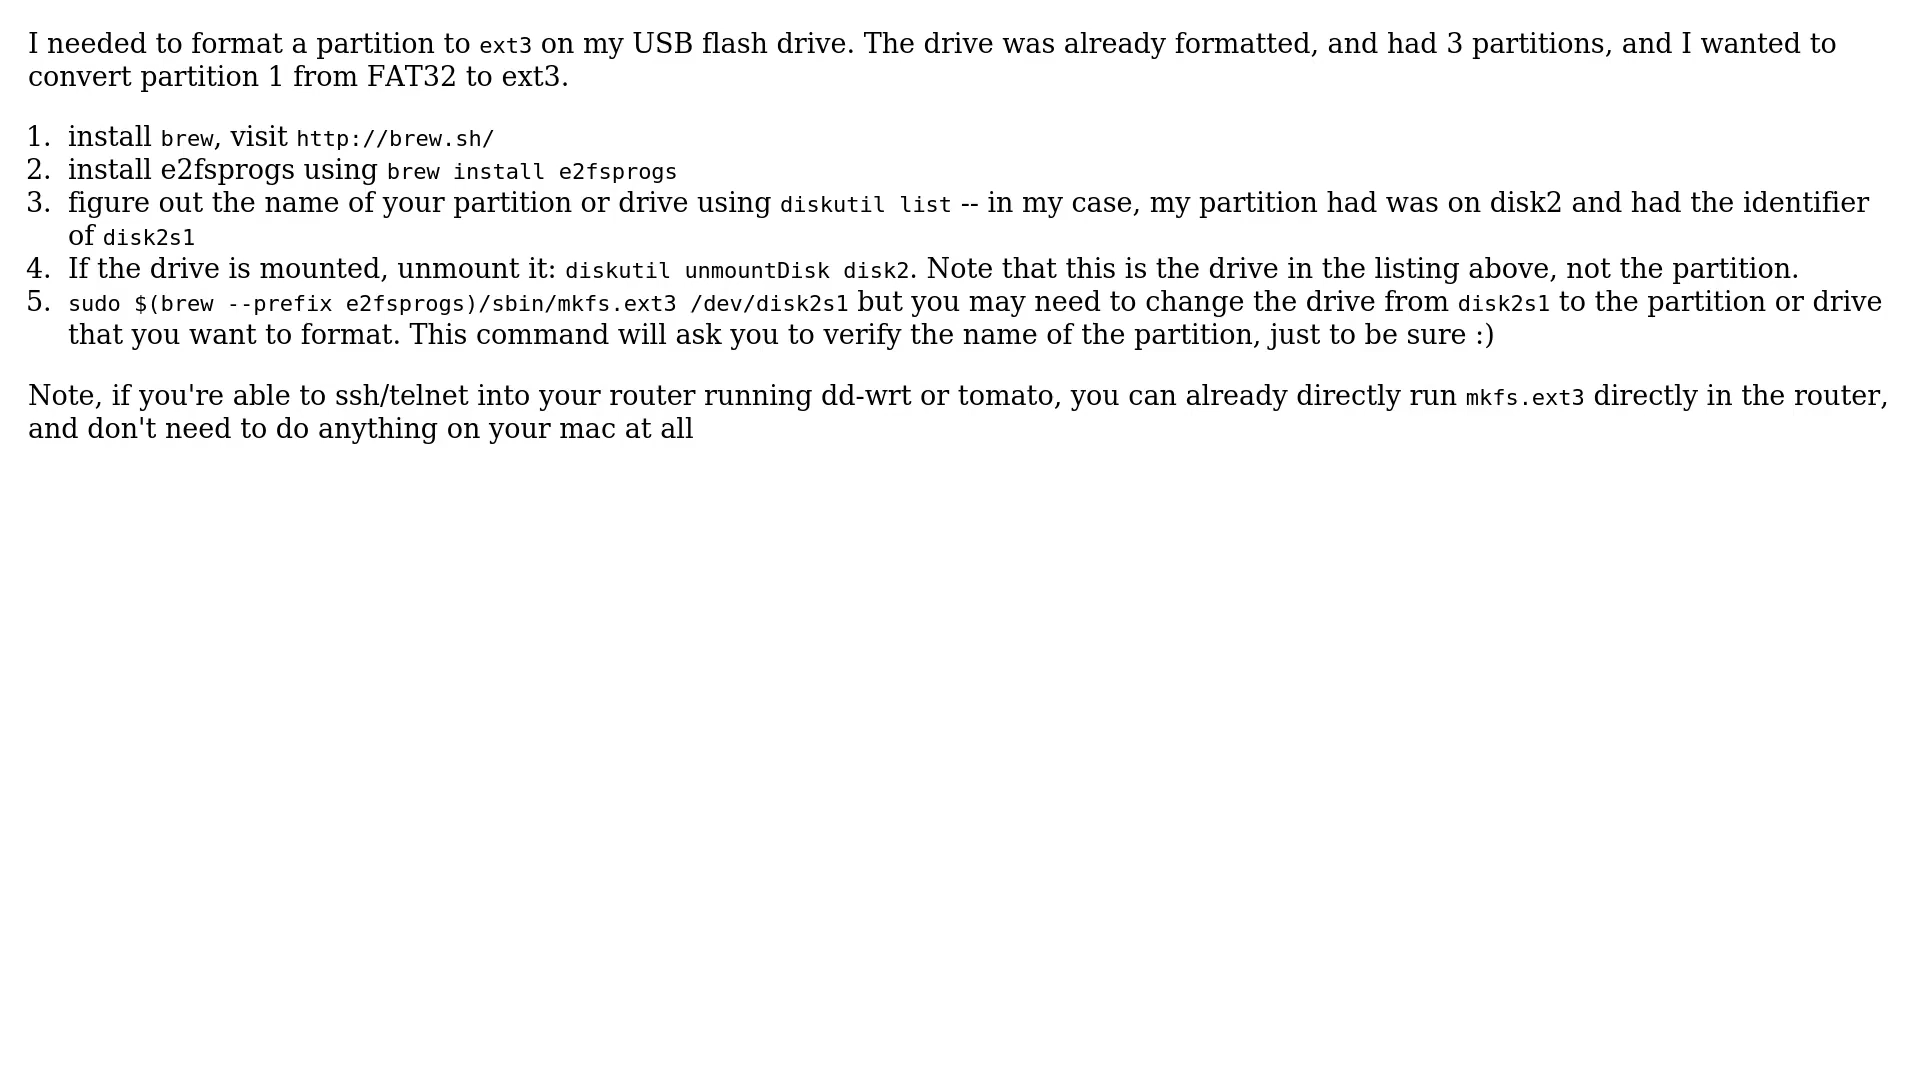 I needed to format a partition to ext3 on my USB flash drive. The drive was already formatted, and had 3 partitions, and I wanted to
convert partition 1 from FAT32 to ext3.
1. install brew, visit http://brew.sh/
2. install e2fsprogs using brew install e2fsprogs
3. figure out the name of your partition or drive using diskutil list -- in my case, my partition had was on disk2 and had the identifier
of disk2s1
4. If the drive is mounted, unmount it: diskutil unmountDisk disk2. Note that this is the drive in the listing above, not the partition.
5. sudo $(brew --prefix e2fsprogs)/sbin/mkfs.ext3 /dev/disk2s1 but you may need to change the drive from disk2s1 to the partition or drive
that you want to format. This command will ask you to verify the name of the partition, just to be sure :)
Note, if you're able to ssh/telnet into your router running dd-wrt or tomato, you can already directly run mkfs.ext3 directly in the router,
and don't need to do anything on your mac at all